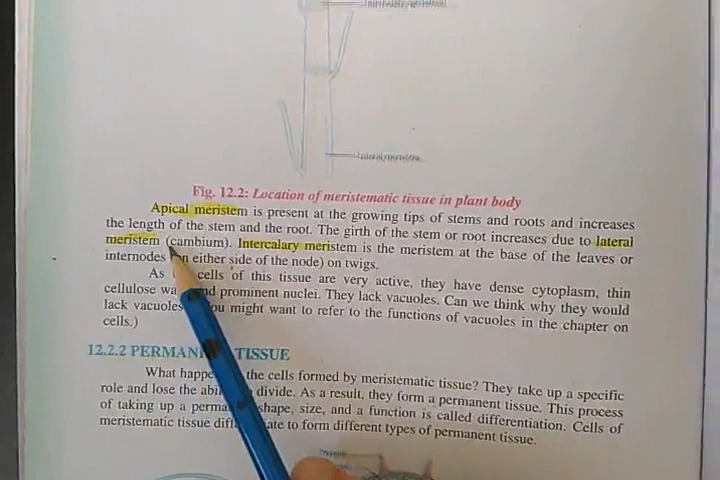 Fig. 12.2: Location of meristematic tissue in plant body
Apical meristem is present at the growing tips of stems and roots and increases
the length of the stem and the root. The girth of the stem or root increases due to lateral
meristem (cambium). Intercalary meristem is the meristem at the base of the leaves or
internodes on either side of the node) on twigs.
As cells of this tissue are very active, they have dense cytoplasm, thin
cellulose wa nd prominent nuclei. They lack vacuoles. Can we think why they would
lack vacuoles ou might want to refer to the functions of vacuoles in the chapter on
cells.)
12.2.2 PERMAN TISSUE
What happe the cells formed by meristematic tissue? They take up a specific
role and lose the abi divide. As a result, they form a permanent tissue. This process
of taking up a perma shape, size, and a function is called differentiation. Cells of
meristematic tissue diff ate to form different types of permanent tissue.